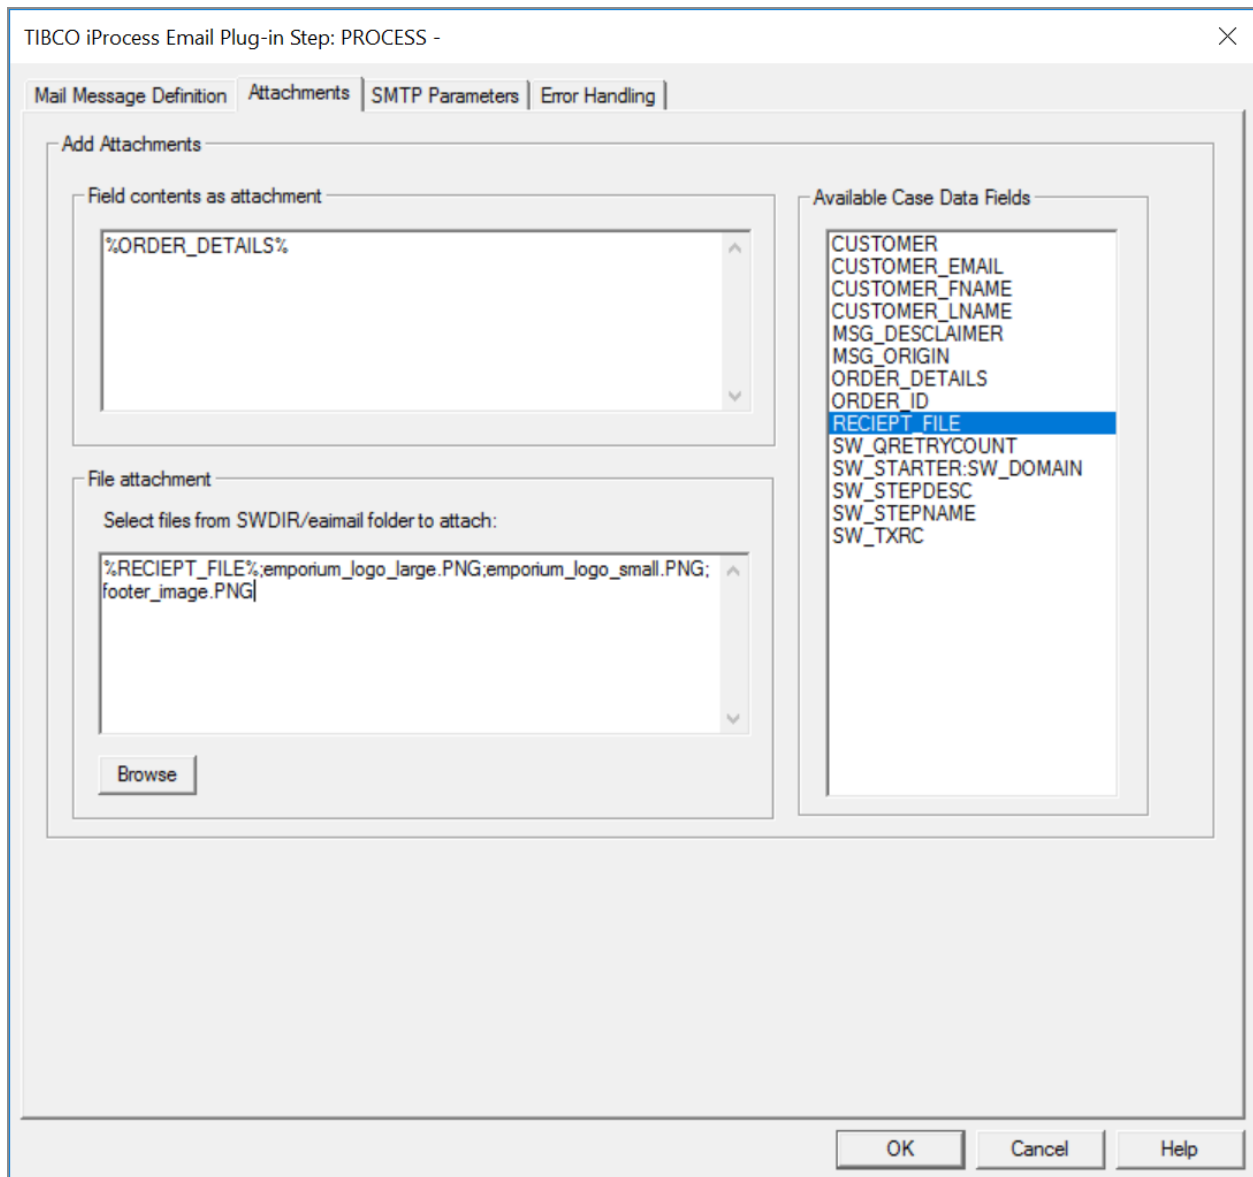 TIBCO iProcess Email Plug-in Step: PROCESS -
Mail Message Definition
Attachments
SMTP Parameters
Error Handling
Add Attachments
Field contents as attachment
%ORDER_DETAILS%
File attachment
Select files from SWDIR/eaimail folder to attach:
%RECIEPT_FILE%;emporium_logo_large.PNG;emporium_logo_small.PNG;
footer_image.PNG
Browse
Available Case Data Fields
CUSTOMER
CUSTOMER_EMAIL
CUSTOMER_FNAME
CUSTOMER_LNAME
MSG_DESCLAIMER
MSG_ORIGIN
ORDER_DETAILS
ORDER_ID
RECIEPT_FILE
SW_QRETRYCOUNT
SW_STARTER:SW_DOMAIN
SW_STEPDESC
SW_STEPNAME
SW_TXRC
OK
Cancel
Help